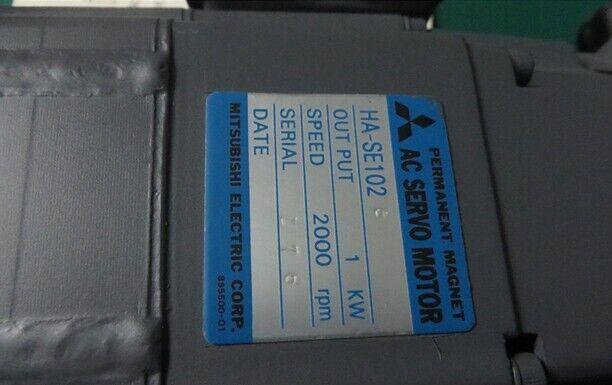 PERMANENT MAGNET
AC SERVO MOTOR
HA-SE102
OUT PUT 1 KW
SPEED 2000 rpm
SERIAL 776
DATE
MITSUBISHI ELECTRIC CORP.
895500-01